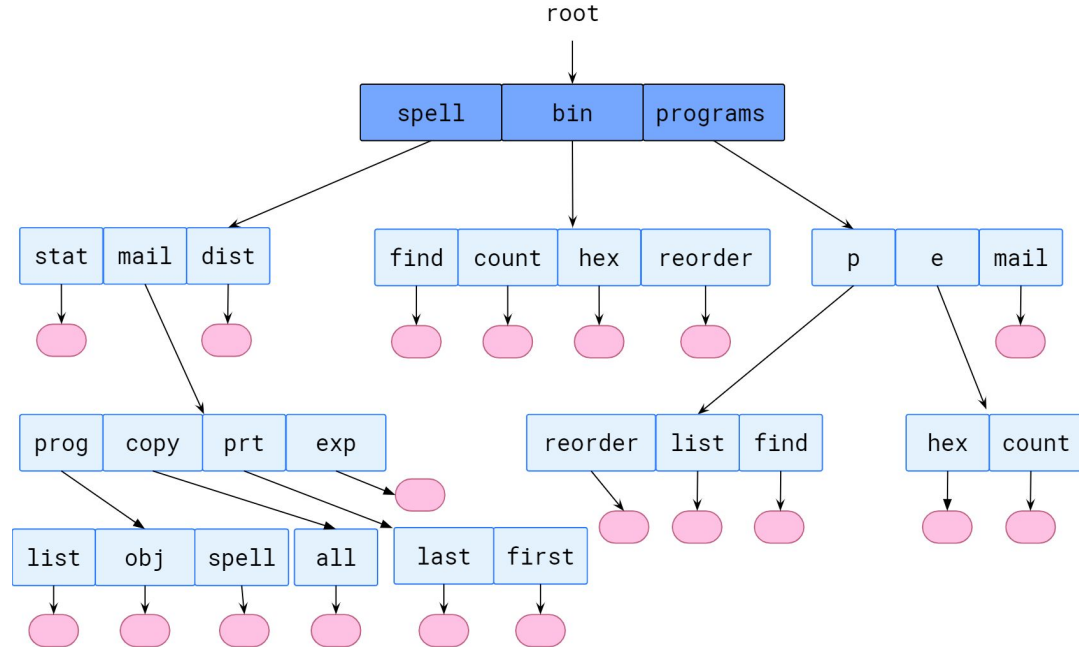 root
spell bin programs
stat mail dist find count hex reorder p e mail
prog copy prt exp reorder list find hex count
list obj spell all last first